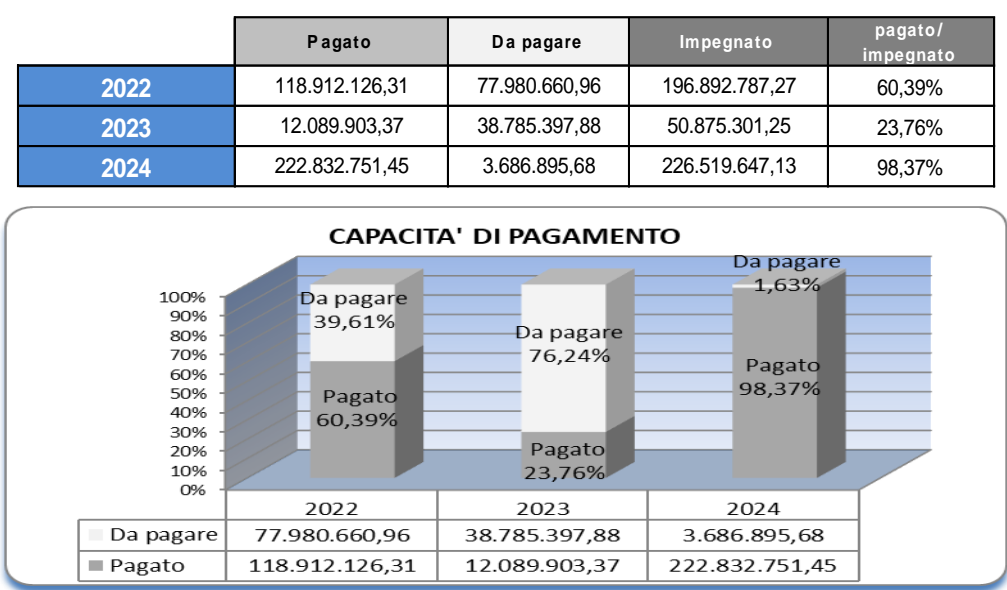 Pagato Da pagare Impegnato pagato/
impegnato
2022 118.912.126,31 77.980.660,96 196.892.787,27 60,39%
2023 12.089.903,37 38.785.397,88 50.875.301,25 23,76%
2024 222.832.751,45 3.686.895,68 226.519.647,13 98,37%
CAPACITA' DI PAGAMENTO
100%
90%
80%
70%
60%
50%
40%
30%
20%
10%
0%
Da pagare
39,61%
Pagato
60,39%
Da pagare
76,24%
Pagato
23,76%
Da pagare
1,63%
Pagato
98,37%
2022 2023 2024
Da pagare 77.980.660,96 38.785.397,88 3.686.895,68
Pagato 118.912.126,31 12.089.903,37 222.832.751,45